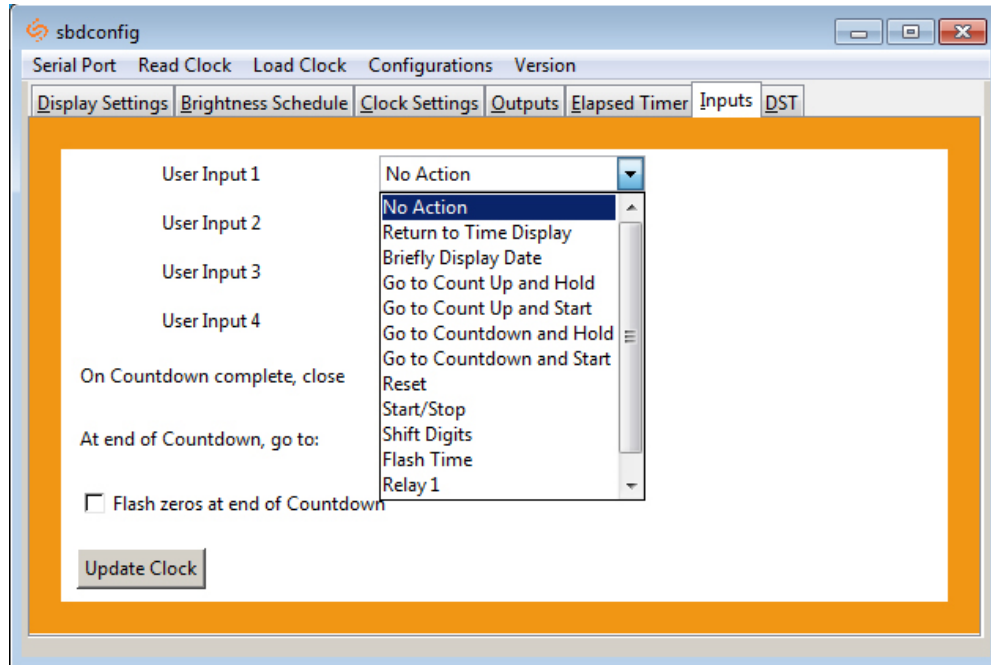 sbdconfig
Serial Port Read Clock Load Clock Configurations Version
Display Settings Brightness Schedule Clock Settings Outputs Elapsed Timer Inputs DST
User Input 1 No Action
No Action
User Input 2
Return to Time Display
Briefly Display Date
User Input 3
Go to Count Up and Hold
Go to Count Up and Start
User Input 4
Go to Countdown and Hold
Go to Countdown and Start
On Countdown complete, close
Reset
Start/Stop
At end of Countdown, go to:
Shift Digits
Flash Time
Relay 1
Flash zeros at end of Countdown
Update Clock